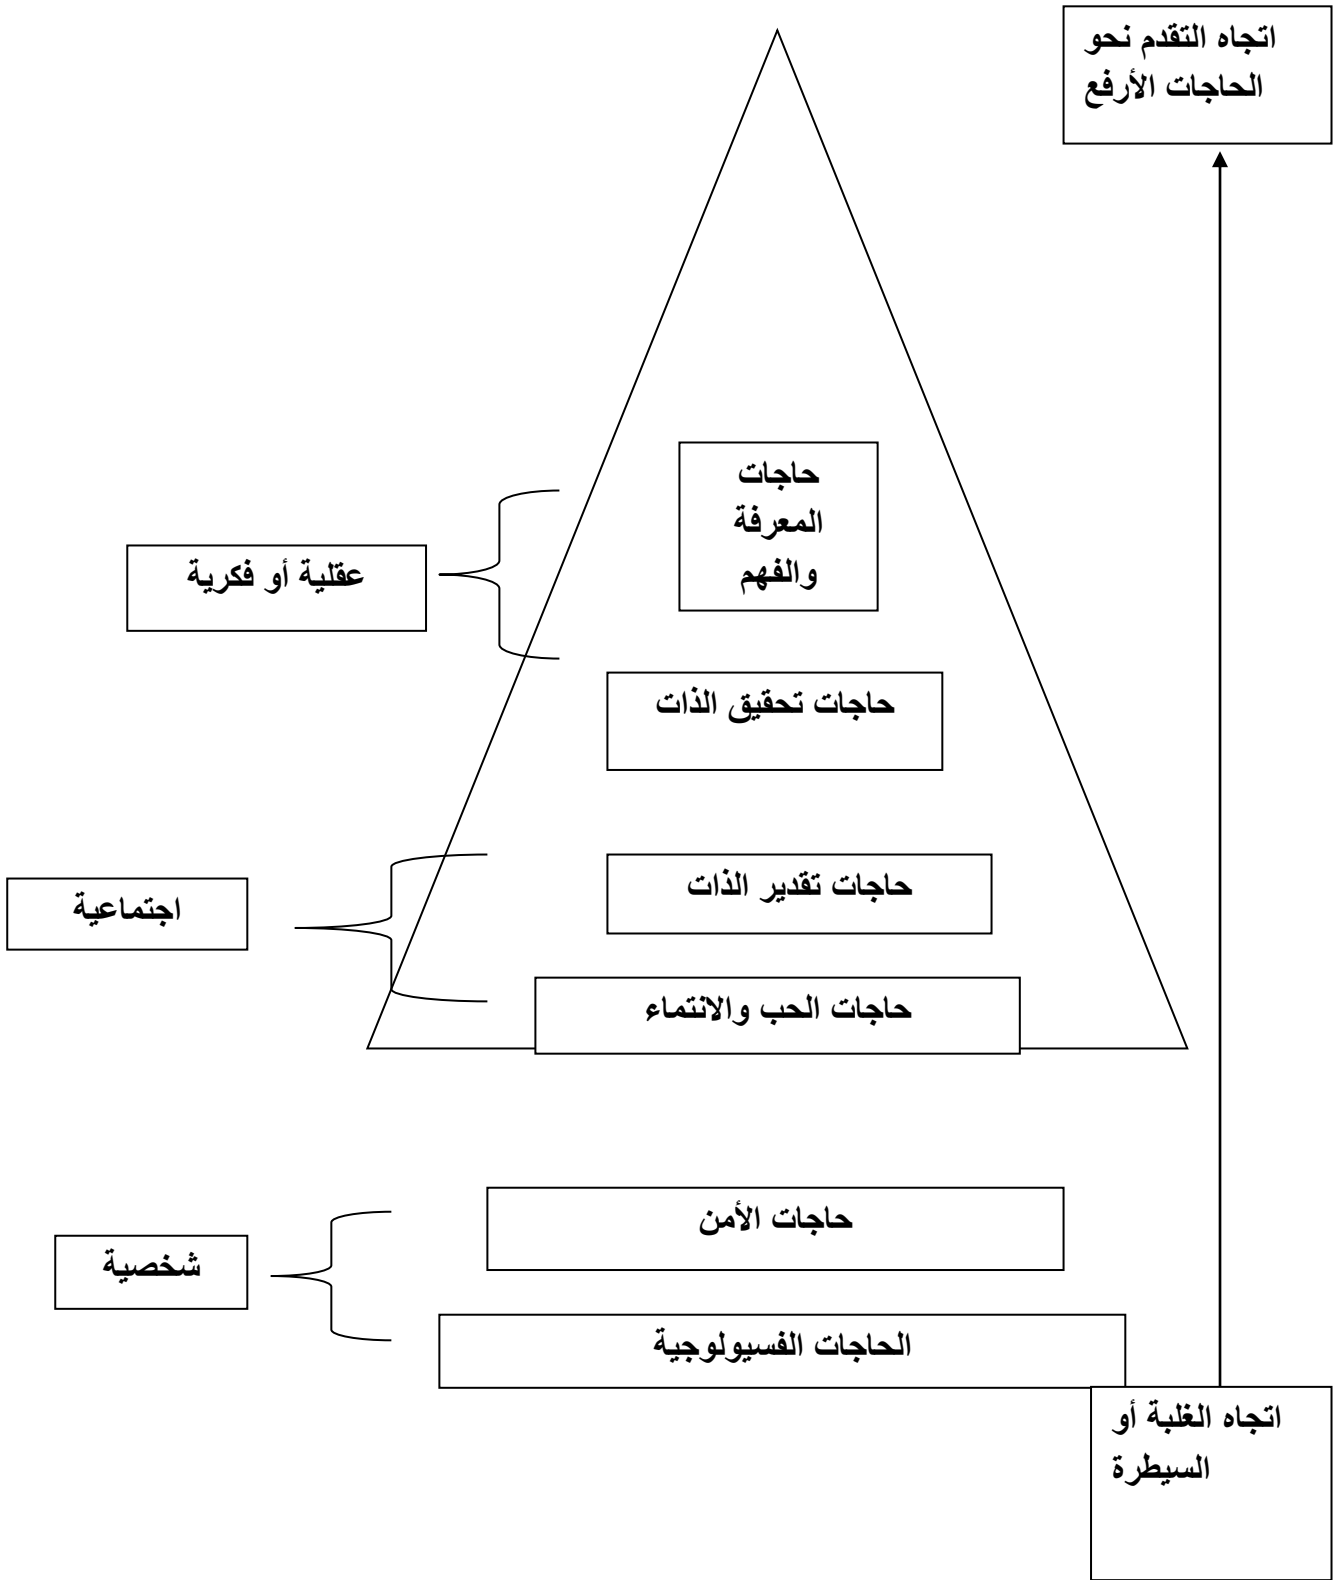 اتجاه التقدم نحو
الحاجات الأرفع
حاجات
المعرفة
والفهم
عقلية أو فكرية
حاجات تحقيق الذات
حاجات تقدير الذات
اجتماعية
حاجات الحب والانتماء
حاجات الأمن
شخصية
الحاجات الفسيولوجية
اتجاه الغلبة أو
السيطرة